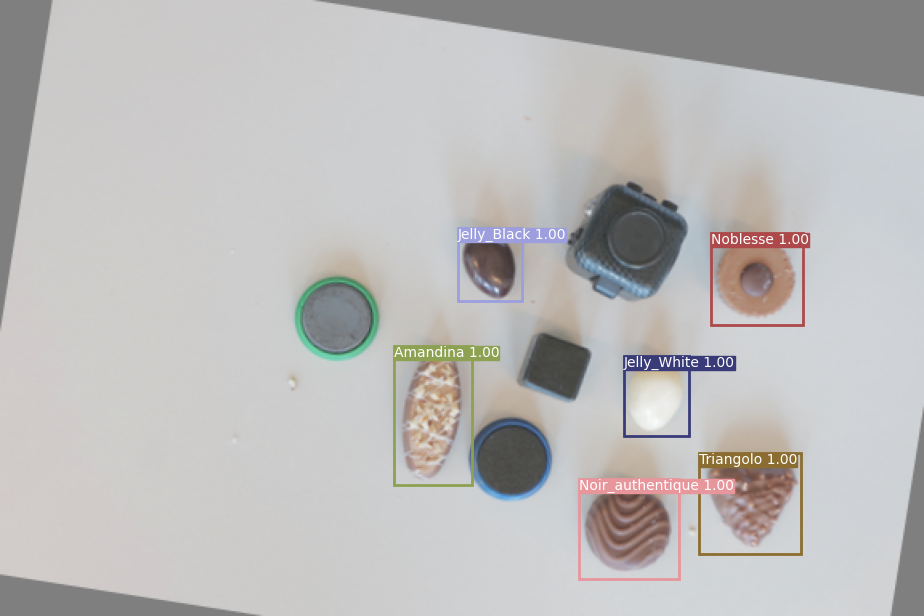 Jelly_Black 1.00
Noblesse 1.00
Amandina 1.00
Jelly_White 1.00
Triangolo 1.00
Noir_authentique 1.00